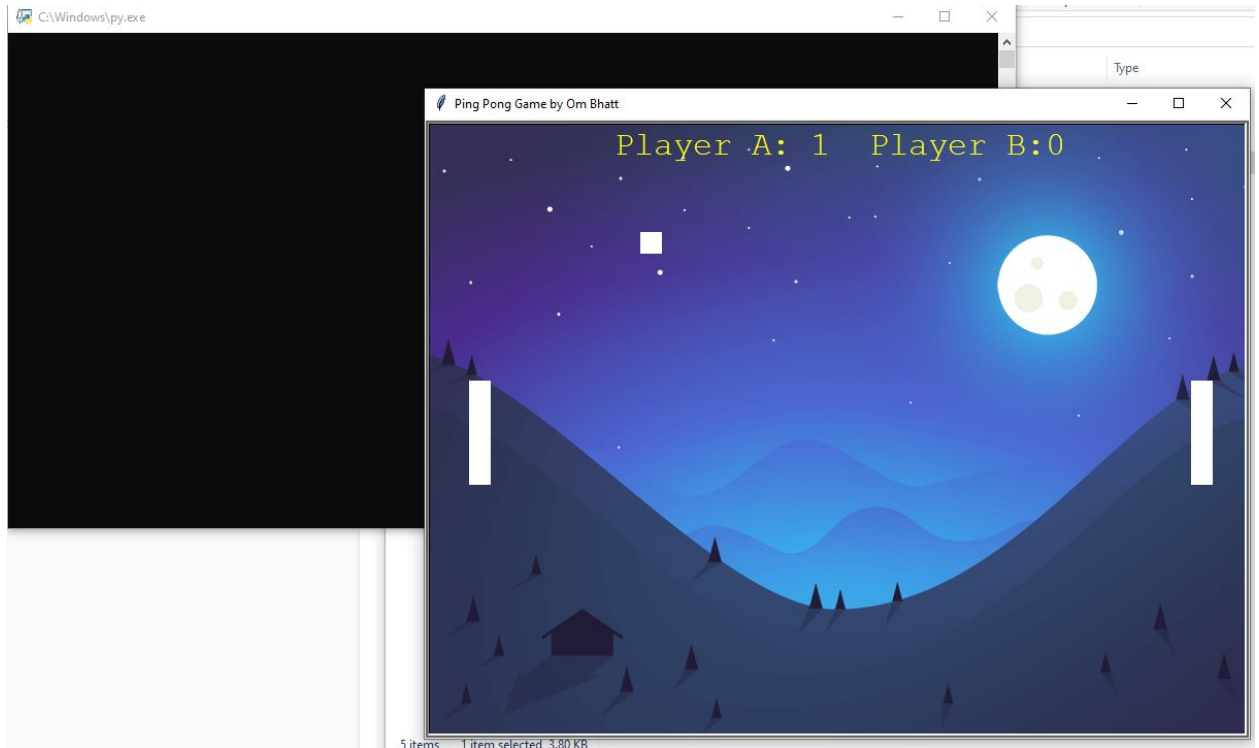 C:\Windows\py.exe
Type
Ping Pong Game by Om Bhatt
Player A: 1  Player B:0
5 items 1 item selected 3.80 KB